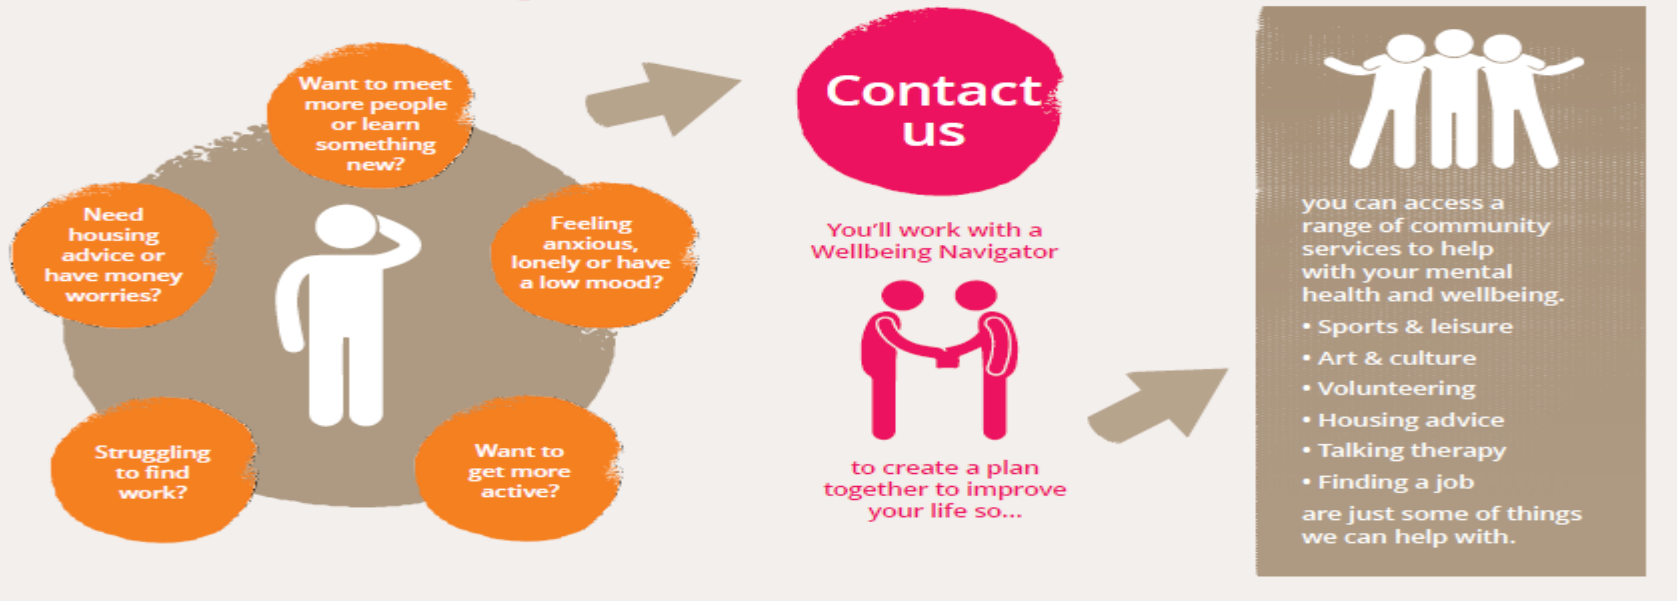 Want to meet
more people
or learn
something
new?
Need
housing
advice or
have money
worries?
Feeling
anxious,
lonely or have
a low mood?
Struggling
to find
work?
Want to
get more
active?
Contact
us
You'll work with a
Wellbeing Navigator
to create a plan
together to improve
your life so...
you can access a
range of community
services to help
with your mental
health and wellbeing.
• Sports & leisure
• Art & culture
• Volunteering
• Housing advice
• Talking therapy
• Finding a job
are just some of things
we can help with.